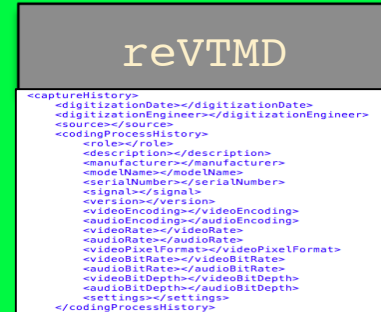 reVTMD
<captureHistory>
<digitizationDate></digitizationDate>
<digitizationEngineer></digitizationEngineer>
<source></source>
<codingProcessHistory>
<role></role>
<description></description>
<manufacturer></manufacturer>
<modelName></modelName>
<serialNumber></serialNumber>
<signal></signal>
<version></version>
<videoEncoding></videoEncoding>
<audioEncoding></audioEncoding>
<videoRate></videoRate>
<audioRate></audioRate>
<videoPixelFormat></videoPixelFormat>
<videoBitRate></videoBitRate>
<audioBitRate></audioBitRate>
<videoBitDepth></videoBitDepth>
<audioBitDepth></audioBitDepth>
<settings></settings>
</codingProcessHistory>